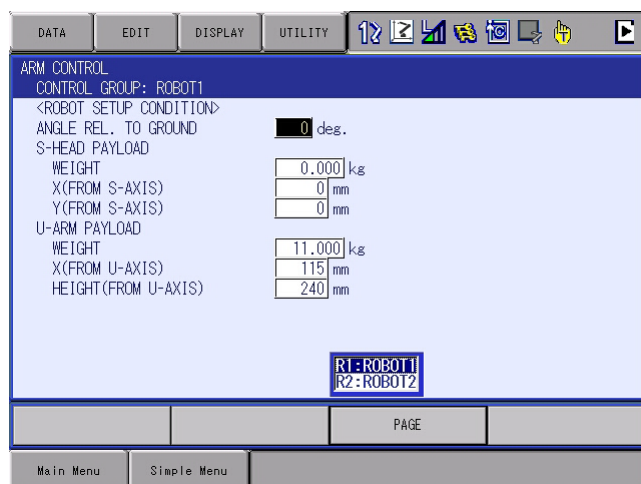 DATA EDIT DISPLAY UTILITY
ARM CONTROL
CONTROL GROUP: ROBOT1
<ROBOT SETUP CONDITION>
ANGLE REL. TO GROUND 0 deg.
S-HEAD PAYLOAD
WEIGHT 0.000 kg
X(FROM S-AXIS) 0 mm
Y(FROM S-AXIS) 0 mm
U-ARM PAYLOAD
WEIGHT 11.000 kg
X(FROM U-AXIS) 115 mm
HEIGHT(FROM U-AXIS) 240 mm
R1:ROBOT1
R2:ROBOT2
PAGE
Main Menu Simple Menu